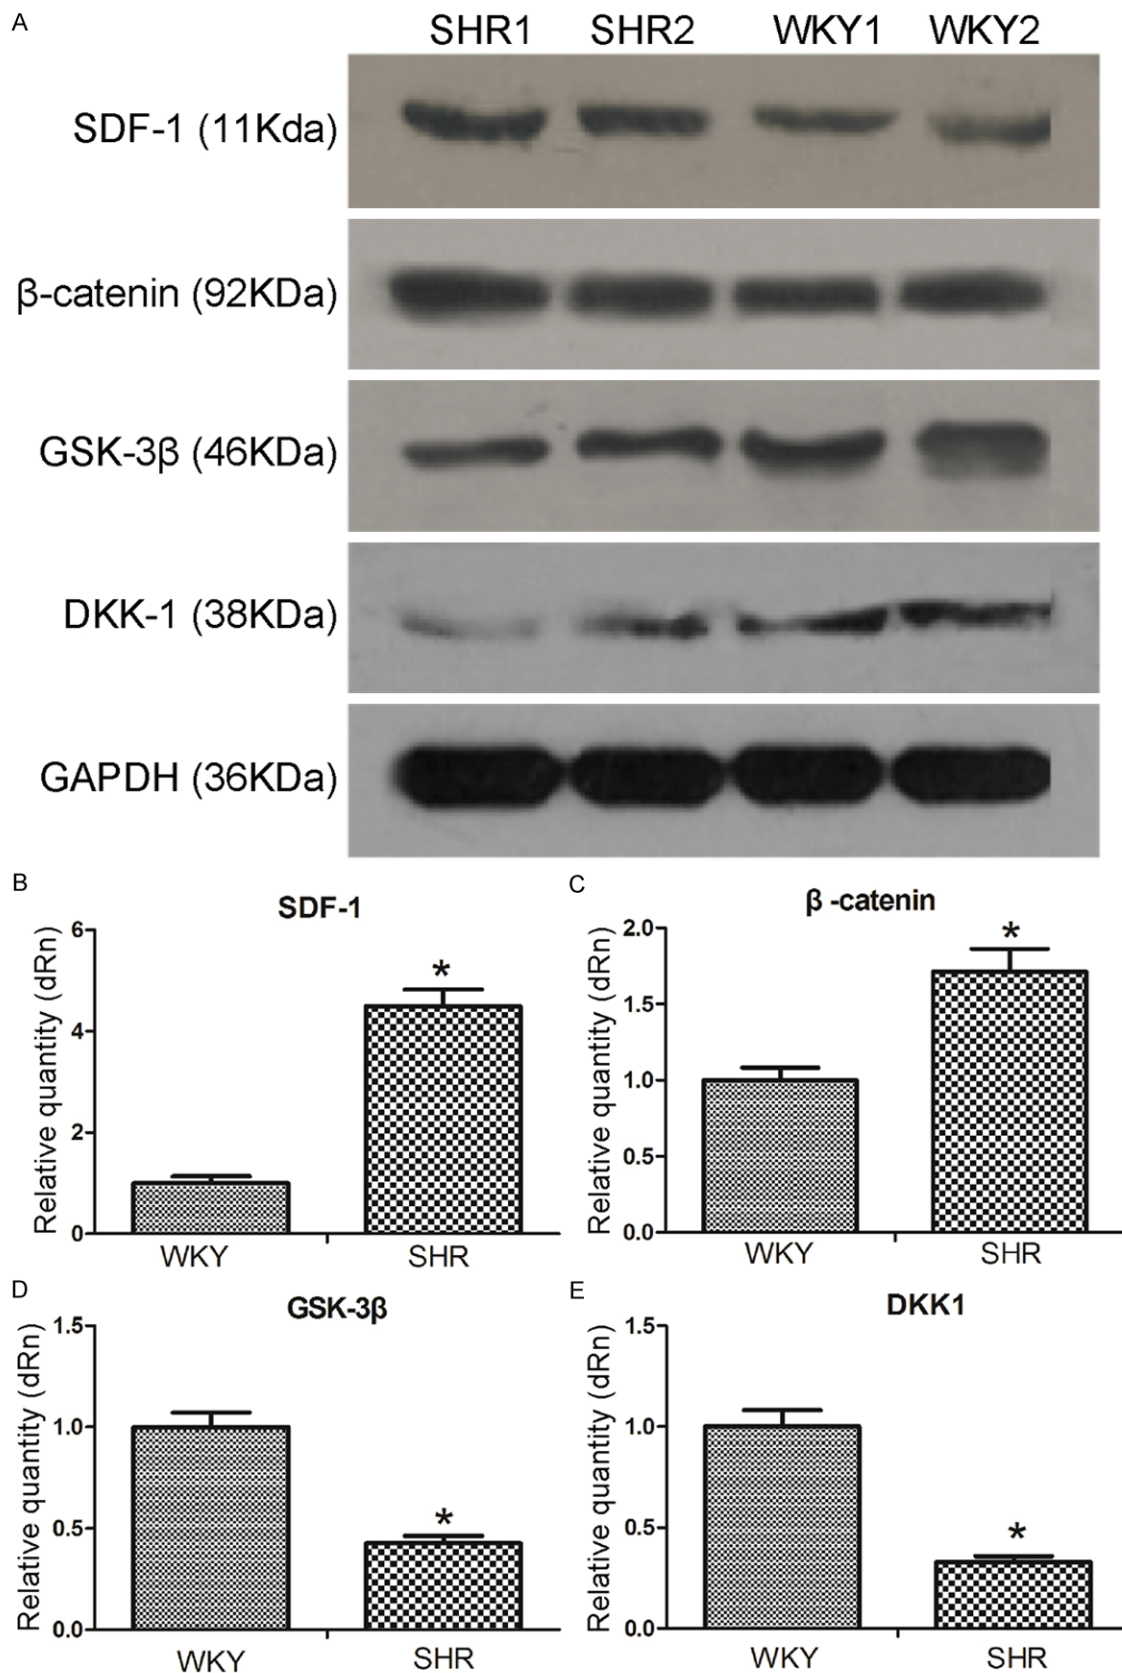 A
SHR1 SHR2 WKY1 WKY2
SDF-1 (11Kda)
β-catenin (92KDa)
GSK-3β (46KDa)
DKK-1 (38KDa)
GAPDH (36KDa)
B
SDF-1
Relative quantity (dRn)
6
4
2
0
WKY SHR
*
C
β -catenin
Relative quantity (dRn)
2.0
1.5
1.0
0.5
0.0
WKY SHR
*
D
GSK-3β
Relative quantity (dRn)
1.5
1.0
0.5
0.0
WKY SHR
*
E
DKK1
Relative quantity (dRn)
1.5
1.0
0.5
0.0
WKY SHR
*